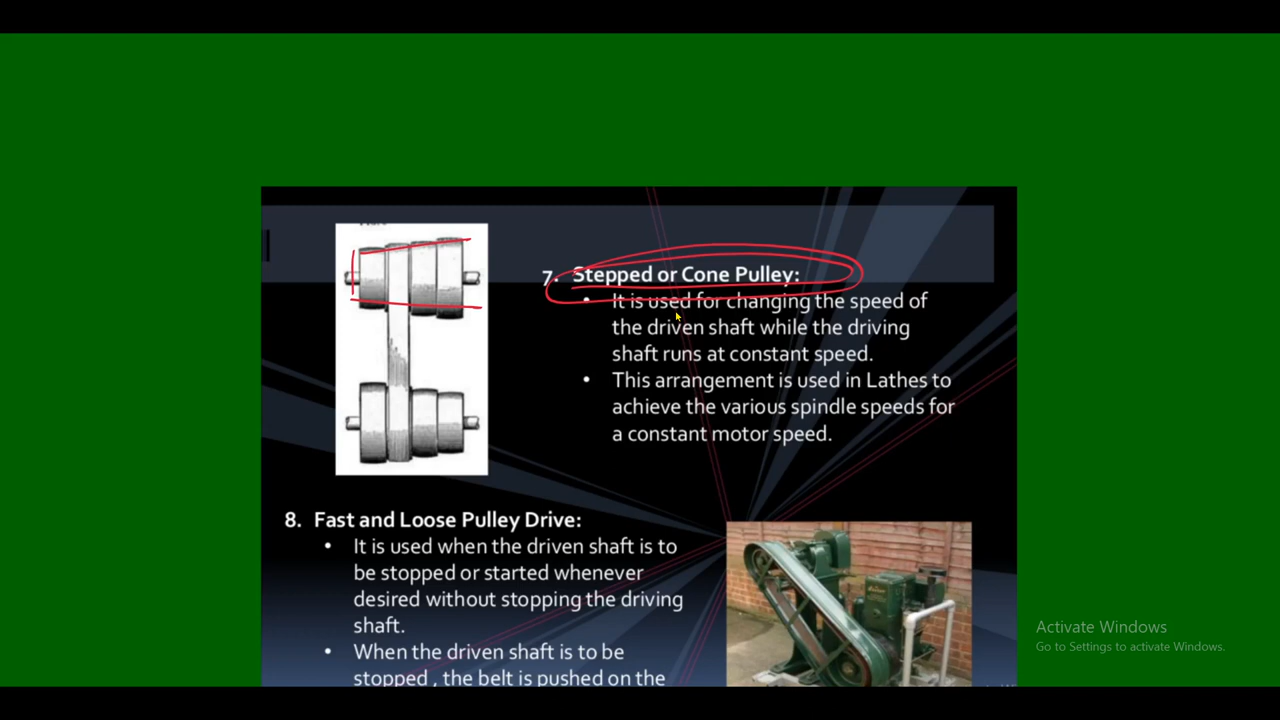 7. Stepped or Cone Pulley:
• It is used for changing the speed of
the driven shaft while the driving
shaft runs at constant speed.
• This arrangement is used in Lathes to
achieve the various spindle speeds for
a constant motor speed.
8. Fast and Loose Pulley Drive:
• It is used when the driven shaft is to
be stopped or started whenever
desired without stopping the driving
shaft.
• When the driven shaft is to be
stopped , the belt is pushed on the
Activate Windows
Go to Settings to activate Windows.